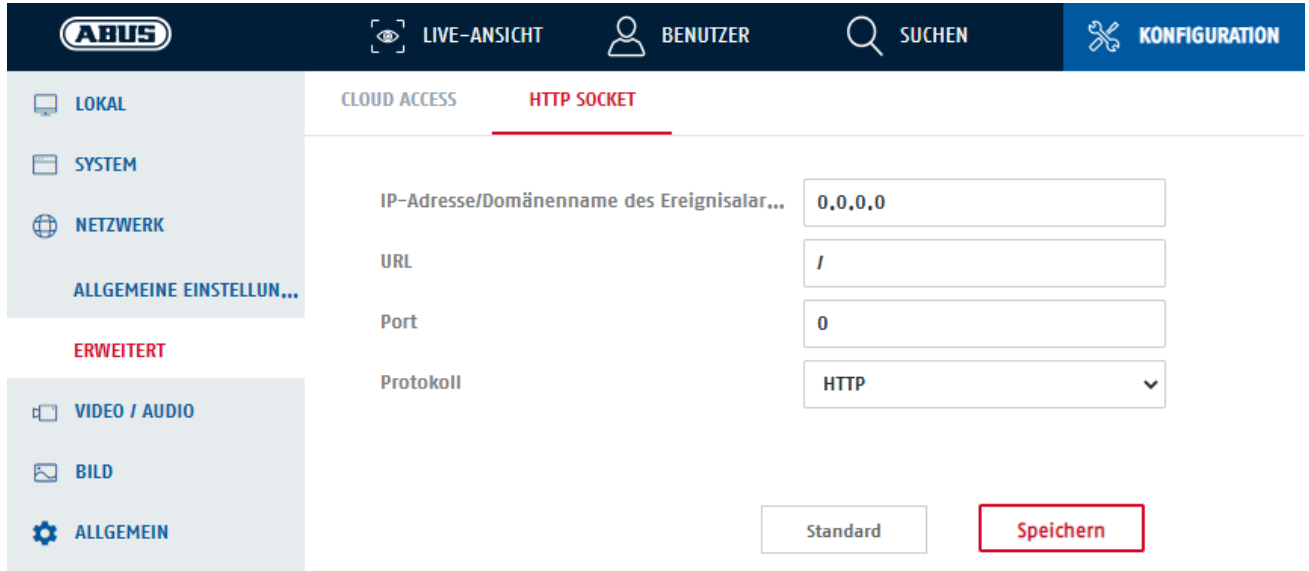 ABUS LIVE-ANSICHT BENUTZER SUCHEN KONFIGURATION
LOKAL
SYSTEM
NETZWERK
ALLGEMEINE EINSTELLUN...
ERWEITERT
VIDEO / AUDIO
BILD
ALLGEMEIN
CLOUD ACCESS HTTP SOCKET
IP-Adresse/Domänenname des Ereignisalar... 0.0.0.0
URL /
Port 0
Protokoll HTTP
Standard Speichern